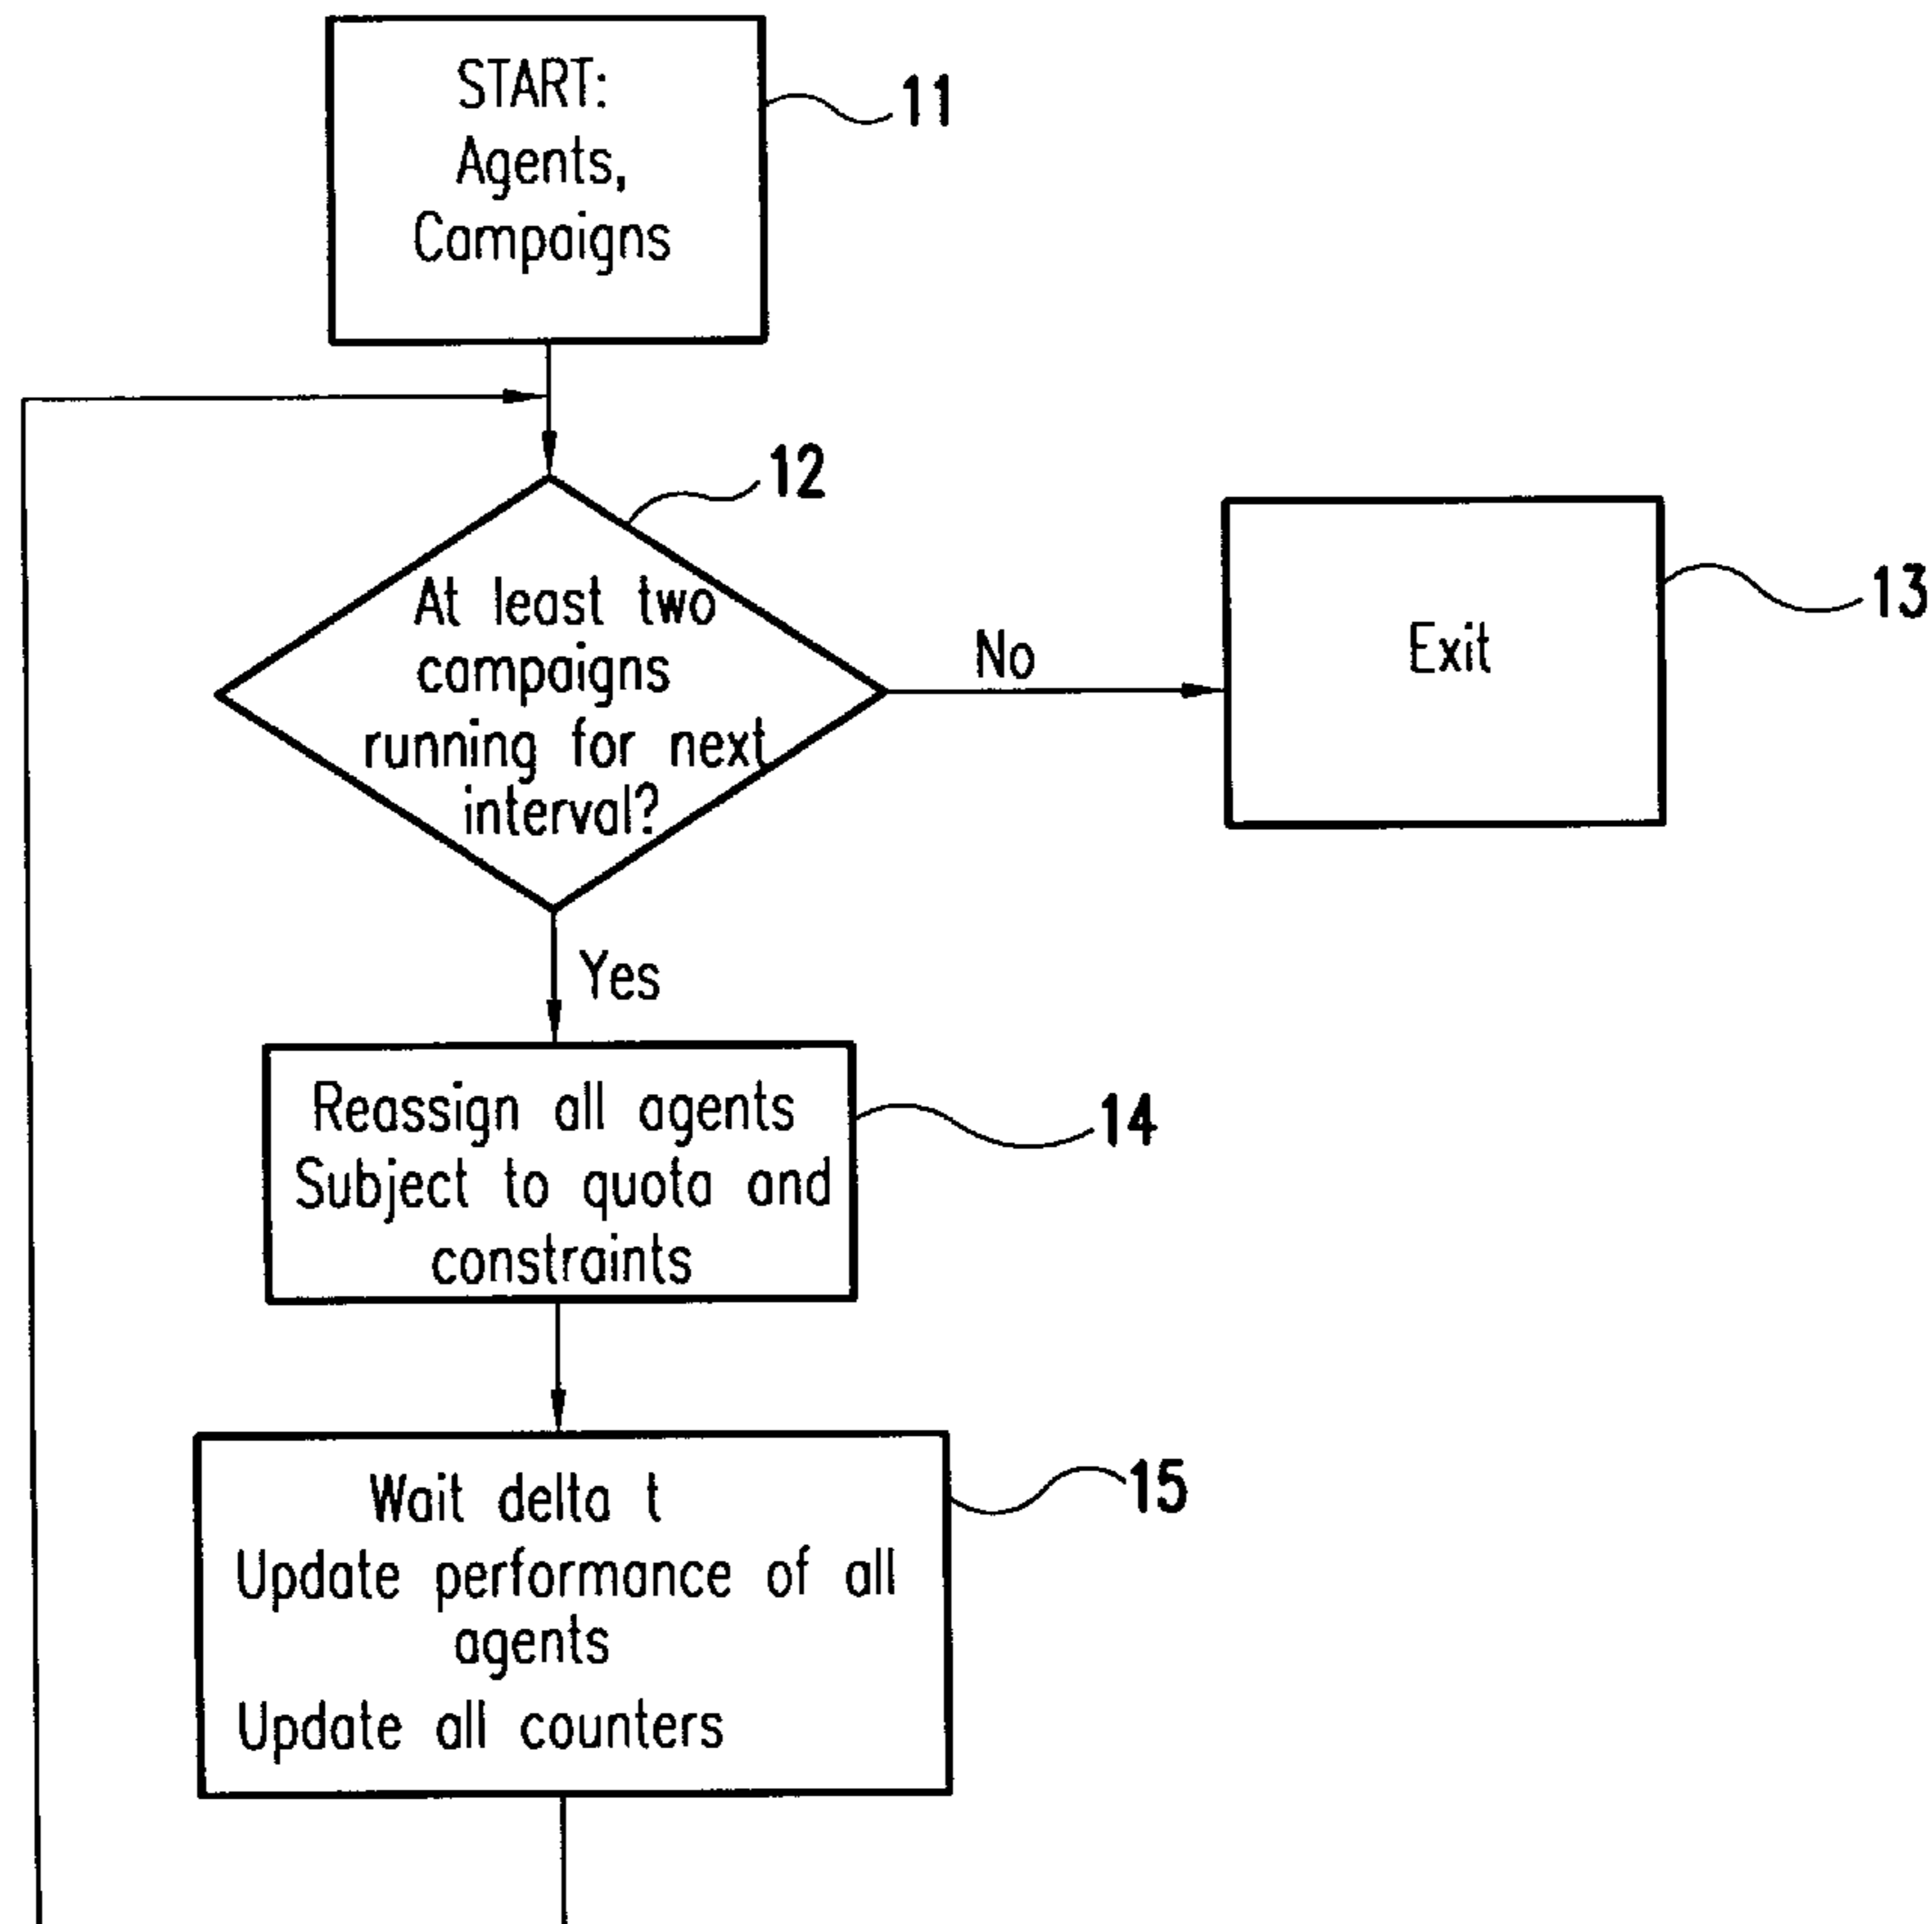 START:
Agents,
Campaigns
11
12
At least two
campaigns
running for next
interval?
No
Exit
13
Yes
Reassign all agents
Subject to quota and
constraints
14
Wait delta t
Update performance of all
agents
Update all counters
15